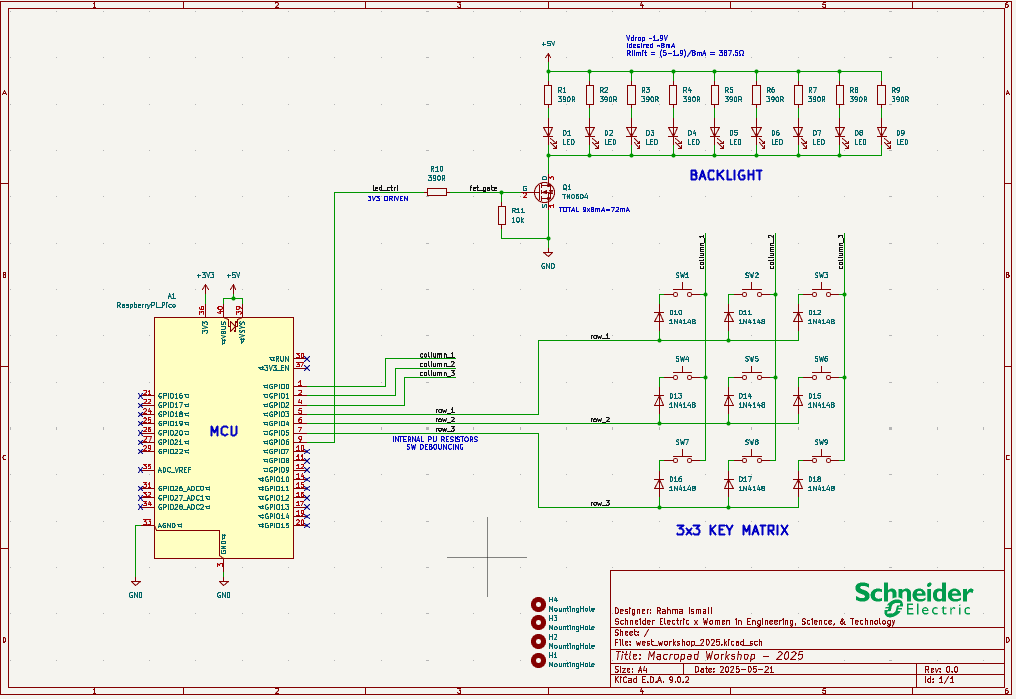 1 2 3 4 5 6
A
B
C
D
Vdrop ~1.9V
Idesired ~8mA
Rlimit = (5-1.9)/8mA = 387.5Ω
+5V
R1
390R
R2
390R
R3
390R
R4
390R
R5
390R
R6
390R
R7
390R
R8
390R
R9
390R
D1
LED
D2
LED
D3
LED
D4
LED
D5
LED
D6
LED
D7
LED
D8
LED
D9
LED
BACKLIGHT
R10
390R
led_ctrl
3V3 DRIVEN
fet_gate
G
2
D
3
S
1
Q1
TN0604
TOTAL 9x8mA=72mA
R11
10k
GND
column_1
column_2
column_3
SW1
SW2
SW3
D10
1N4148
D11
1N4148
D12
1N4148
row_1
SW4
SW5
SW6
D13
1N4148
D14
1N4148
D15
1N4148
row_2
SW7
SW8
SW9
D16
1N4148
D17
1N4148
D18
1N4148
row_3
3x3 KEY MATRIX
+3V3
+5V
A1
RaspberryPi_Pico
36
40
39
3V3
VBUS
VSYS
RUN 30
3V3_EN 37
GPIO0 1
GPIO1 2
GPIO2 4
GPIO3 5
GPIO4 6
GPIO5 7
GPIO6 9
GPIO7 10
GPIO8 11
GPIO9 12
GPIO10 14
GPIO11 15
GPIO12 16
GPIO13 17
GPIO14 19
GPIO15 20
21 GPIO16
22 GPIO17
24 GPIO18
25 GPIO19
26 GPIO20
27 GPIO21
29 GPIO22
35 ADC_VREF
31 GPIO26_ADC0
32 GPIO27_ADC1
34 GPIO28_ADC2
33 AGND
GND
3
MCU
GND
GND
column_1
column_2
column_3
row_1
row_2
row_3
INTERNAL PU RESISTORS
SW DEBOUNCING
H4
MountingHole
H3
MountingHole
H2
MountingHole
H1
MountingHole
Schneider
Electric
Designer: Rahma Ismail
Schneider Electric x Women in Engineering, Science, & Technology
Sheet: /
File: west_workshop_2025.kicad_sch
Title: Macropad Workshop - 2025
Size: A4 Date: 2025-05-21 Rev: 0.0
KiCad E.D.A. 9.0.2 Id: 1/1
1 2 3 4 5 6
A
B
C
D